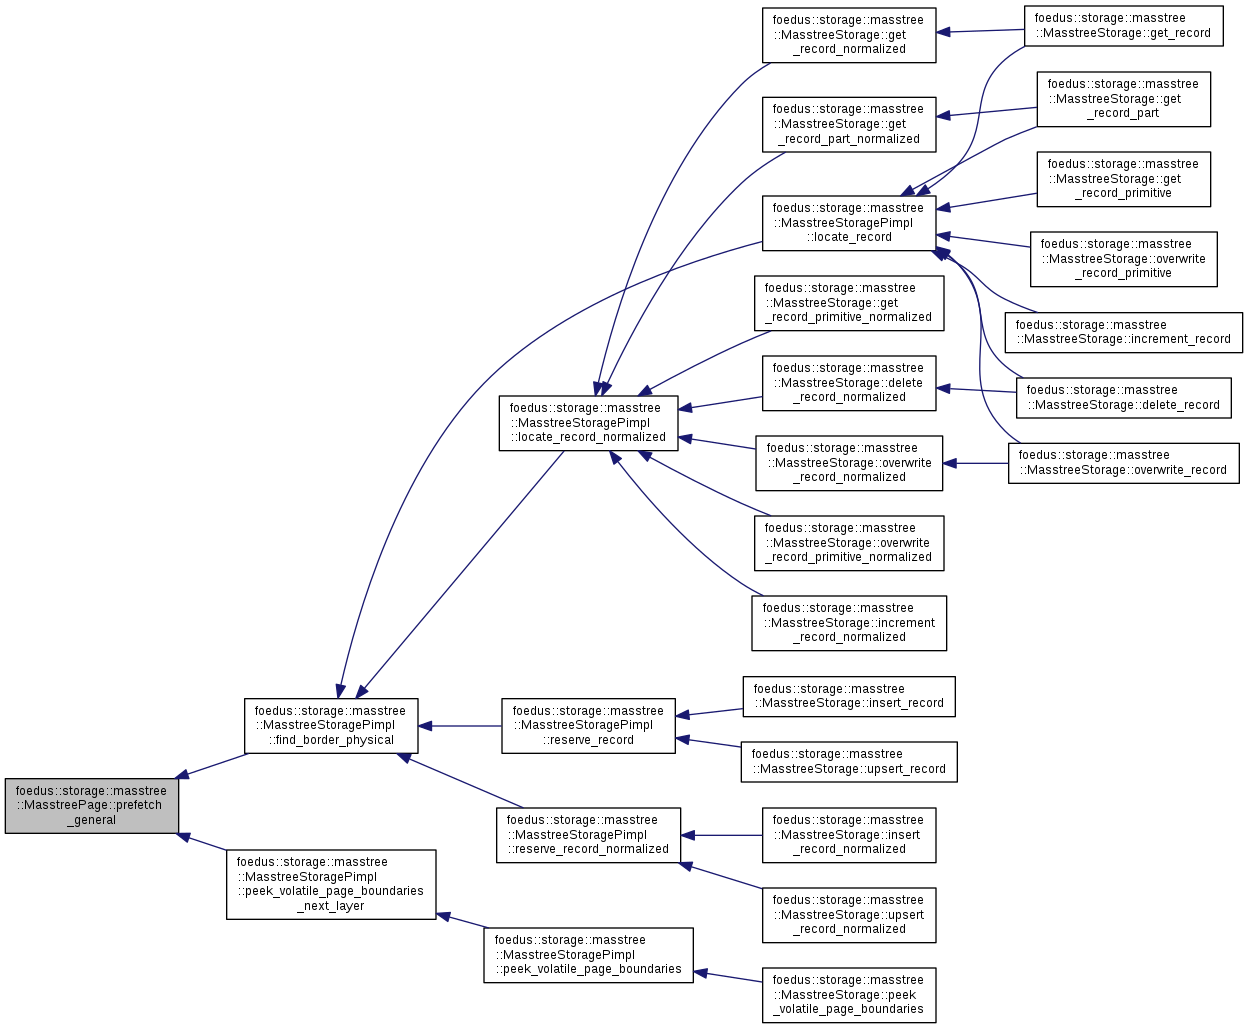 foedus::storage::masstree
::MasstreeStorage::get
_record_normalized
foedus::storage::masstree
::MasstreeStorage::get_record
foedus::storage::masstree
::MasstreeStorage::get
_record_part
foedus::storage::masstree
::MasstreeStorage::get
_record_part_normalized
foedus::storage::masstree
::MasstreeStorage::get
_record_primitive
foedus::storage::masstree
::MasstreeStoragePimpl
::locate_record
foedus::storage::masstree
::MasstreeStorage::overwrite
_record_primitive
foedus::storage::masstree
::MasstreeStorage::get
_record_primitive_normalized
foedus::storage::masstree
::MasstreeStorage::increment_record
foedus::storage::masstree
::MasstreeStorage::delete
_record_normalized
foedus::storage::masstree
::MasstreeStorage::delete_record
foedus::storage::masstree
::MasstreeStoragePimpl
::locate_record_normalized
foedus::storage::masstree
::MasstreeStorage::overwrite
_record_normalized
foedus::storage::masstree
::MasstreeStorage::overwrite_record
foedus::storage::masstree
::MasstreeStorage::overwrite
_record_primitive_normalized
foedus::storage::masstree
::MasstreeStorage::increment
_record_normalized
foedus::storage::masstree
::MasstreeStorage::insert_record
foedus::storage::masstree
::MasstreeStoragePimpl
::find_border_physical
foedus::storage::masstree
::MasstreeStoragePimpl
::reserve_record
foedus::storage::masstree
::MasstreeStorage::upsert_record
foedus::storage::masstree
::MasstreePage::prefetch
_general
foedus::storage::masstree
::MasstreeStoragePimpl
::reserve_record_normalized
foedus::storage::masstree
::MasstreeStorage::insert
_record_normalized
foedus::storage::masstree
::MasstreeStoragePimpl
::peek_volatile_page_boundaries
_next_layer
foedus::storage::masstree
::MasstreeStorage::upsert
_record_normalized
foedus::storage::masstree
::MasstreeStoragePimpl
::peek_volatile_page_boundaries
foedus::storage::masstree
::MasstreeStorage::peek
_volatile_page_boundaries